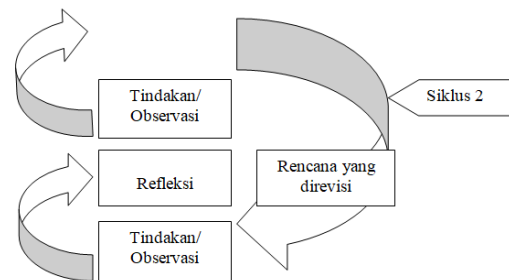 Tindakan/
Observasi
Siklus 2
Refleksi
Rencana yang
direvisi
Tindakan/
Observasi